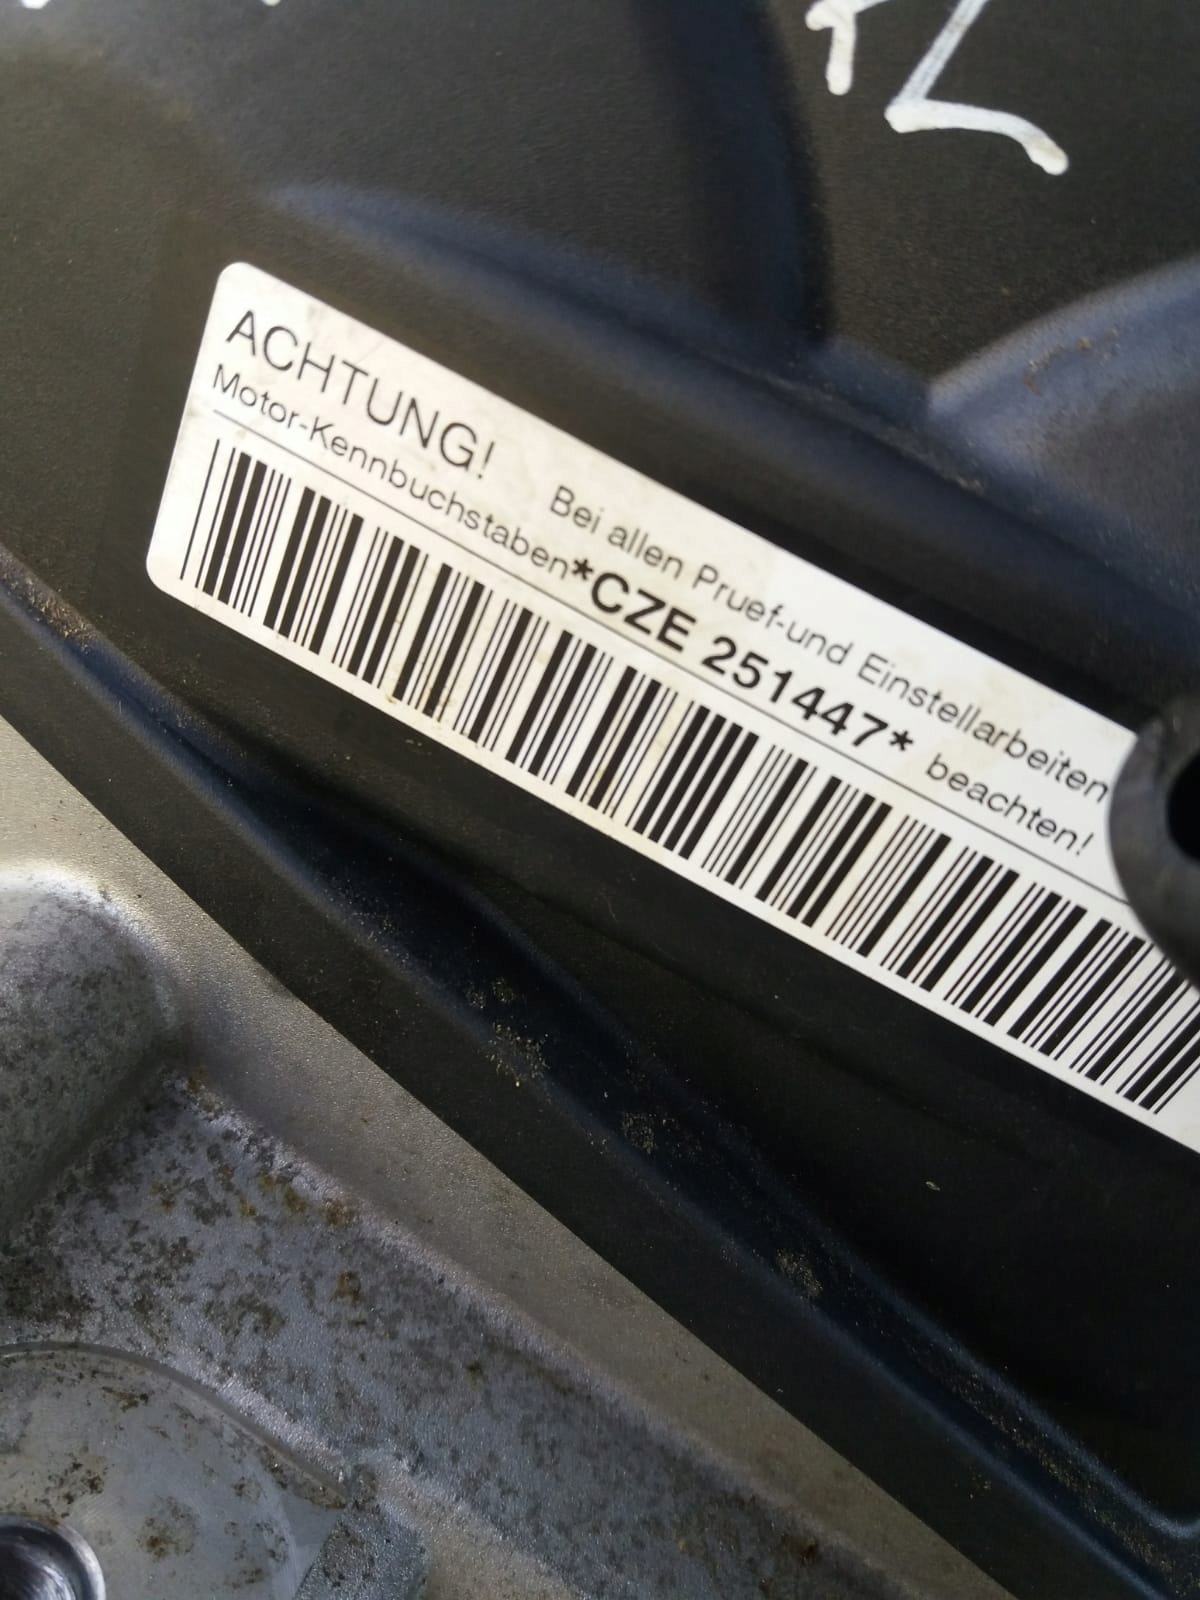 ACHTUNG! Bei allen Pruef-und Einstellarbeiten
Motor-Kennbuchstaben *CZE 251447* beachten!